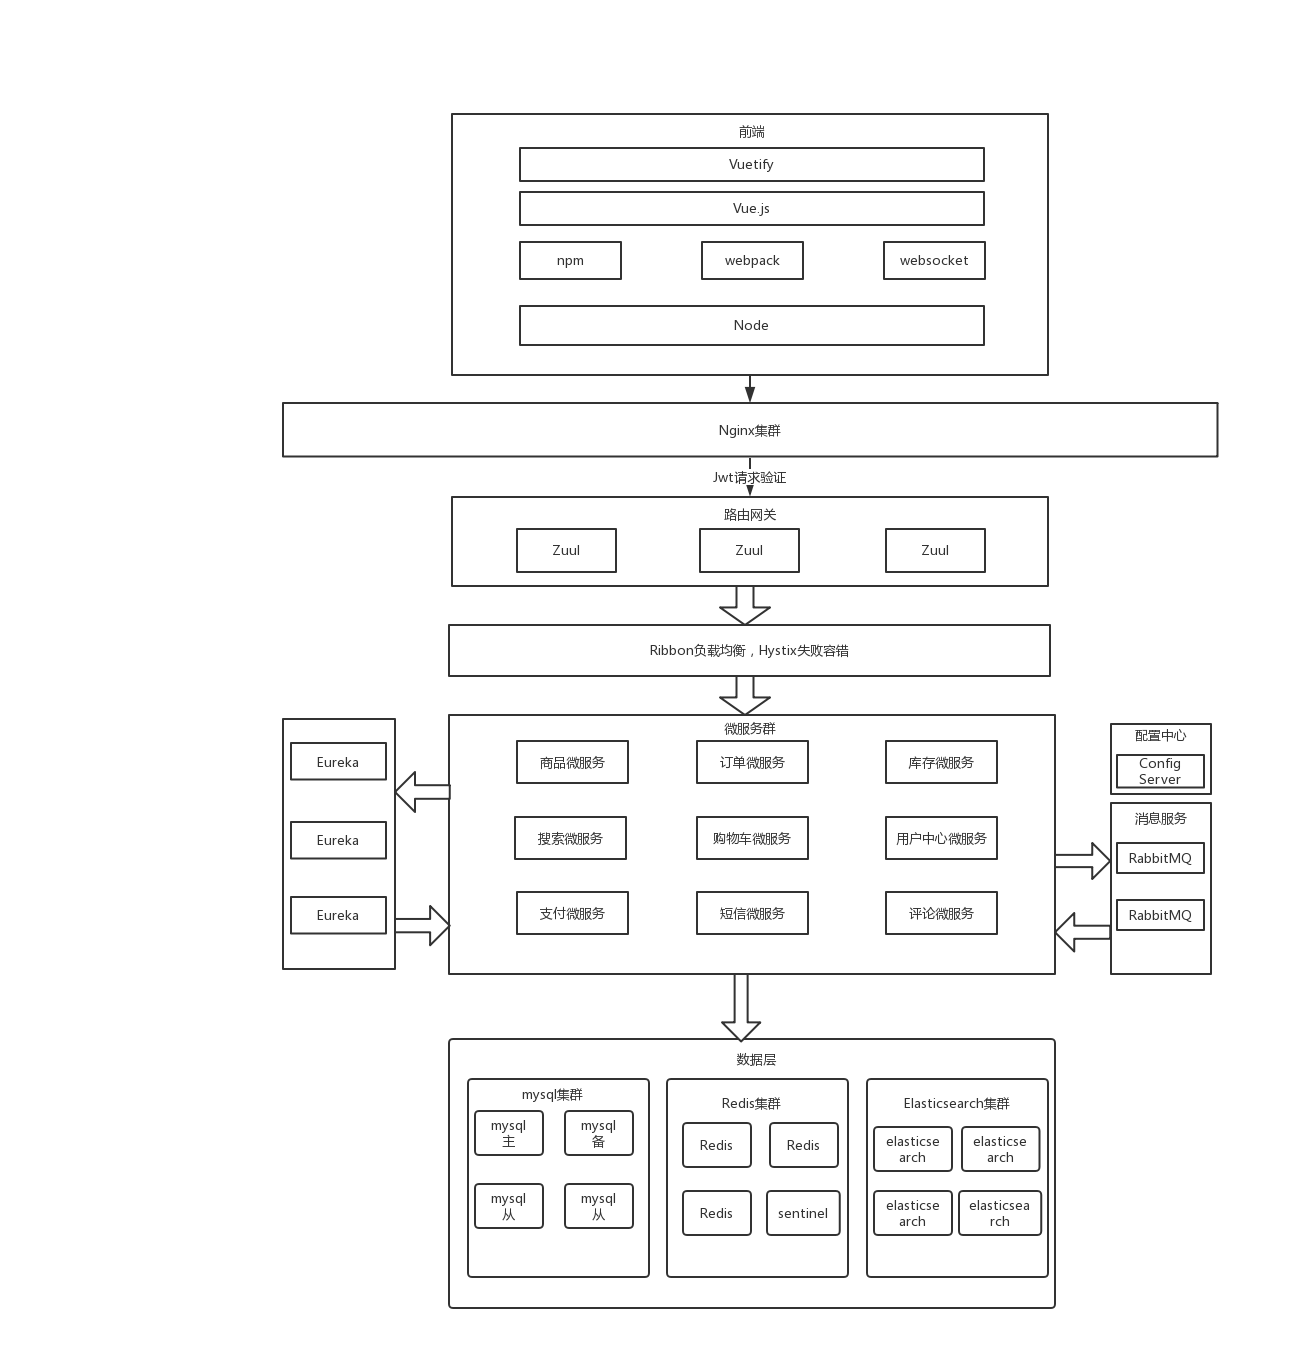 前端
Vuetify
Vue.js
npm
webpack
websocket
Node
Nginx集群
Jwt请求验证
路由网关
Zuul
Zuul
Zuul
Ribbon负载均衡，Hystix失败容错
Eureka
Eureka
Eureka
微服务群
商品微服务
订单微服务
库存微服务
搜索微服务
购物车微服务
用户中心微服务
支付微服务
短信微服务
评论微服务
配置中心
Config
Server
消息服务
RabbitMQ
RabbitMQ
数据层
mysql集群
mysql
主
mysql
备
mysql
从
mysql
从
Redis集群
Redis
Redis
Redis
sentinel
Elasticsearch集群
elasticse
arch
elasticse
arch
elasticse
arch
elasticsea
rch